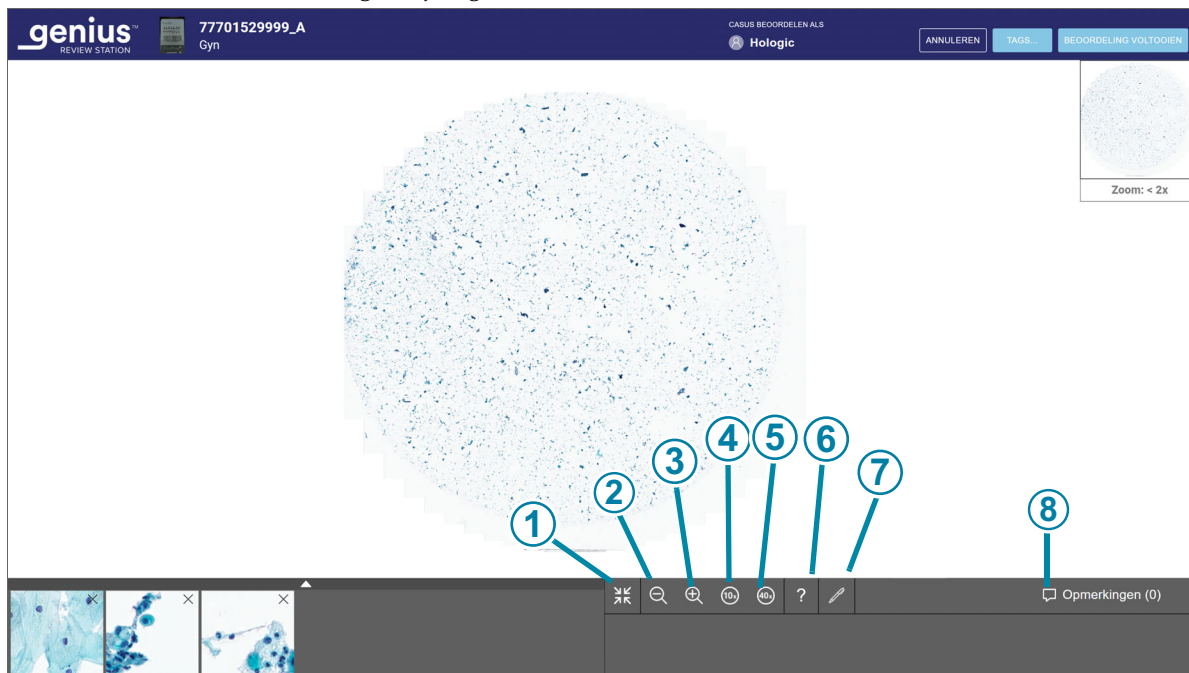 genius™
REVIEW STATION
77701529999_A
Gyn
CASUS BEOORDELEN ALS
Hologic
ANNULEREN
TAGS...
BEOORDELING VOLTOOIEN
Zoom: < 2x
1
2
3
4
5
6
7
8
10x
40x
?
Opmerkingen (0)